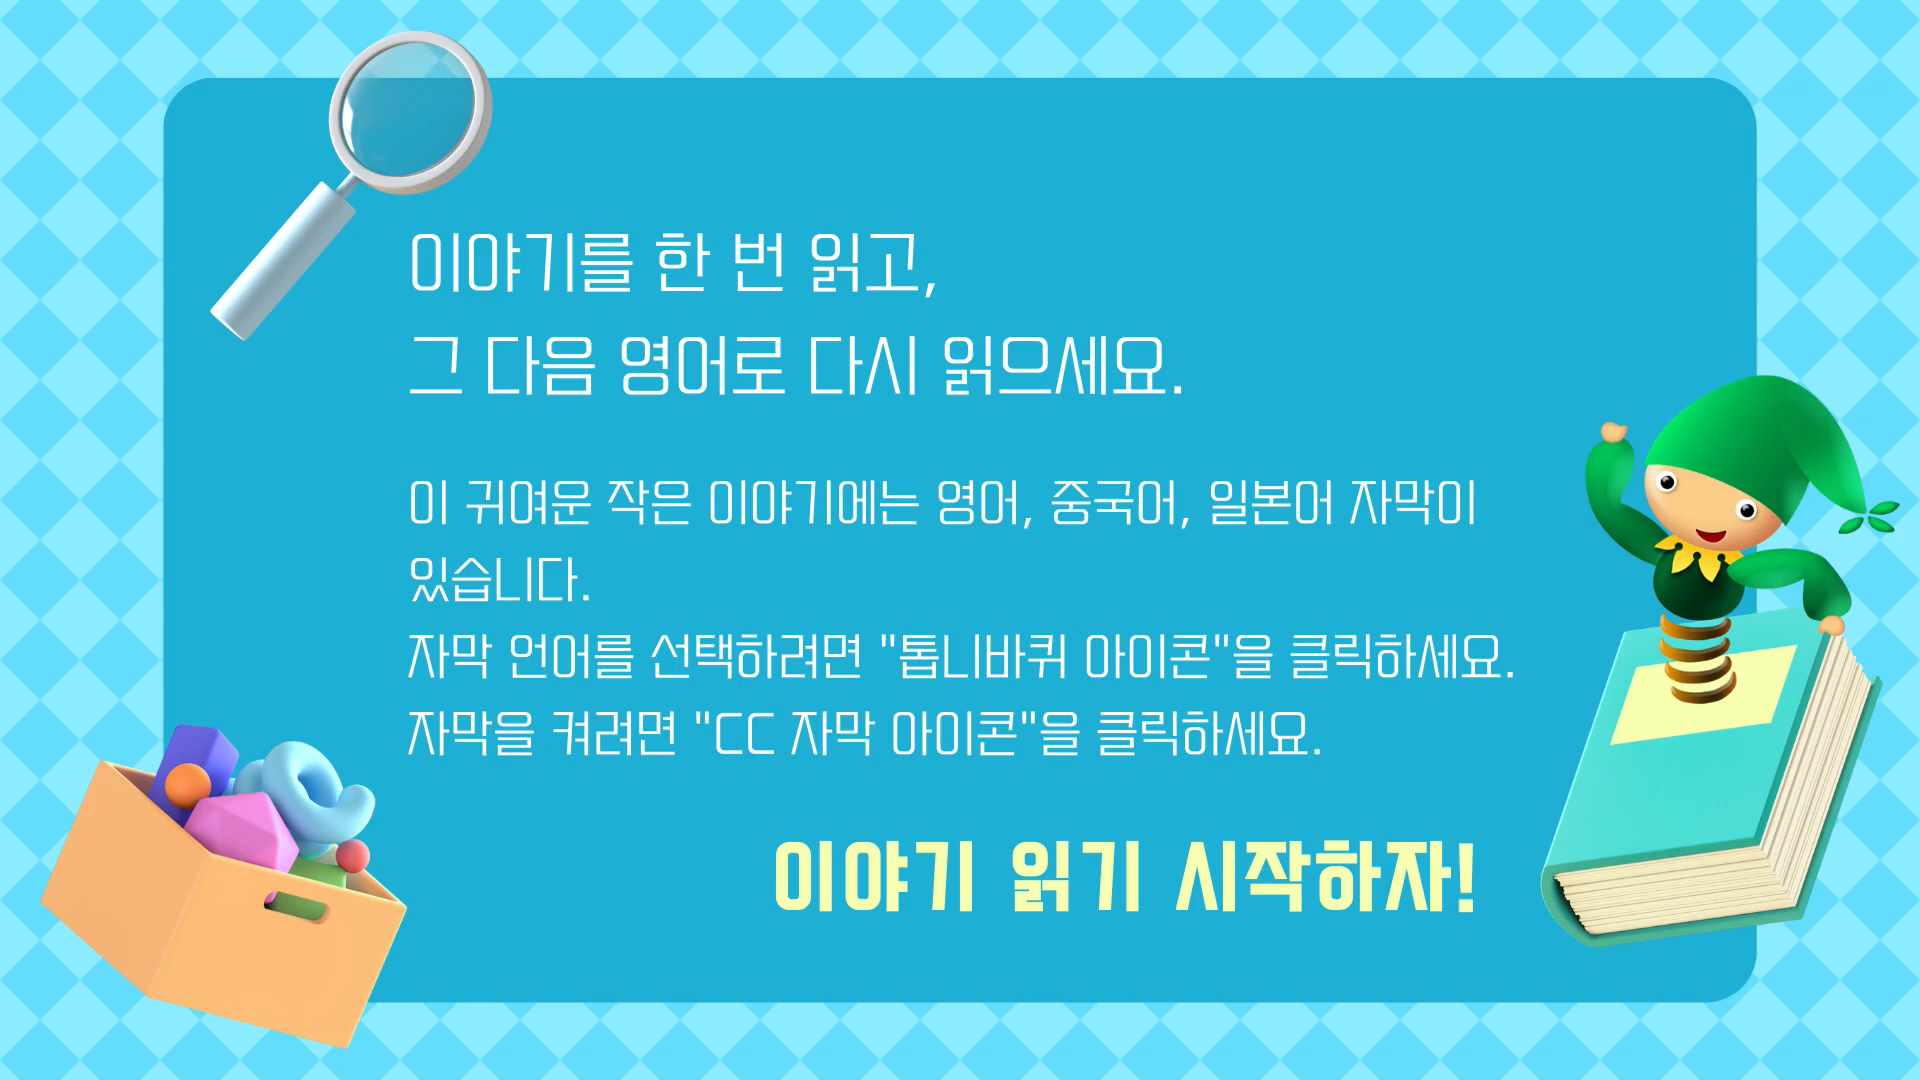 이야기를 한 번 읽고,
그 다음 영어로 다시 읽으세요.
이 귀여운 작은 이야기에는 영어, 중국어, 일본어 자막이
있습니다.
자막 언어를 선택하려면 "톱니바퀴 아이콘"을 클릭하세요.
자막을 켜려면 "CC 자막 아이콘"을 클릭하세요.
이야기 읽기 시작하자!